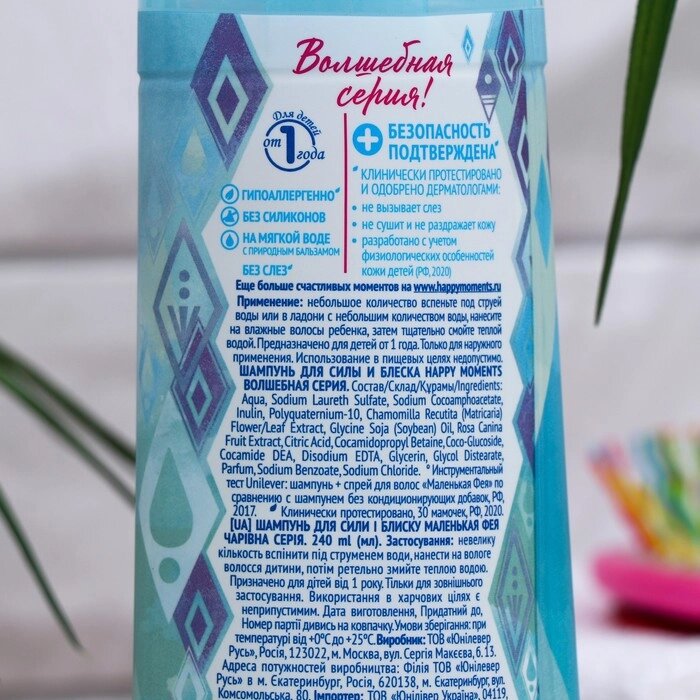 Волшебная
серия!
Для детей
от 1 года
ГИПОАЛЛЕРГЕННО
БЕЗ СИЛИКОНОВ
НА МЯГКОЙ ВОДЕ
С ПРИРОДНЫМ БАЛЬЗАМОМ
БЕЗ СЛЕЗ
БЕЗОПАСНОСТЬ
ПОДТВЕРЖДЕНА
КЛИНИЧЕСКИ ПРОТЕСТИРОВАНО
И ОДОБРЕНО ДЕРМАТОЛОГАМИ:
• не вызывает слез
• не сушит и не раздражает кожу
• разработано с учетом
физиологических особенностей
кожи детей (РФ, 2020)
Еще больше счастливых моментов на www.happymoments.ru
Применение: небольшое количество вспеньте под струей
воды или в ладони с небольшим количеством воды, нанесите
на влажные волосы ребенка, затем тщательно смойте теплой
водой. Предназначено для детей от 1 года. Только для наружного
применения. Использование в пищевых целях недопустимо.
ШАМПУНЬ ДЛЯ СИЛЫ И БЛЕСКА HAPPY MOMENTS
ВОЛШЕБНАЯ СЕРИЯ. Состав/Склад/Құрамы/Ingredients:
Aqua, Sodium Laureth Sulfate, Sodium Cocoamphoacetate,
Inulin, Polyquaternium-10, Chamomilla Recutita (Matricaria)
Flower/Leaf Extract, Glycine Soja (Soybean) Oil, Rosa Canina
Fruit Extract, Citric Acid, Cocamidopropyl Betaine, Coco-Glucoside,
Cocamide DEA, Disodium EDTA, Glycerin, Glycol Distearate,
Parfum, Sodium Benzoate, Sodium Chloride. ° Инструментальный
тест Unilever: шампунь + спрей для волос «Маленькая Фея» по
сравнению с шампунем без кондиционирующих добавок, РФ,
2017. Клинически протестировано, 30 мамочек, РФ, 2020.
[UA] ШАМПУНЬ ДЛЯ СИЛИ І БЛИСКУ МАЛЕНЬКАЯ ФЕЯ
ЧАРІВНА СЕРІЯ. 240 ml (мл). Застосування: невелику
кількість вспінити під струменем води, нанести на вологе
волосся дитини, потім ретельно змийте теплою водою.
Призначено для дітей від 1 року. Тільки для зовнішнього
застосування. Використання в харчових цілях є
неприпустимим. Дата виготовлення, Придатний до,
Номер партії дивись на ковпачку. Умови зберігання: при
температурі від +0°С до +25°С. Виробник: ТОВ «Юнілевер
Русь», Росія, 123022, м. Москва, вул. Сергія Макеєва, 6.13.
Адреса потужностей виробництва: Філія ТОВ «Юнілевер
Русь» в м. Екатеринбург, Росія, 620138, м. Екатеринбург, вул.
Комсомольська, 80. Імпортер: ТОВ «Юнілівер Україна», 04119,